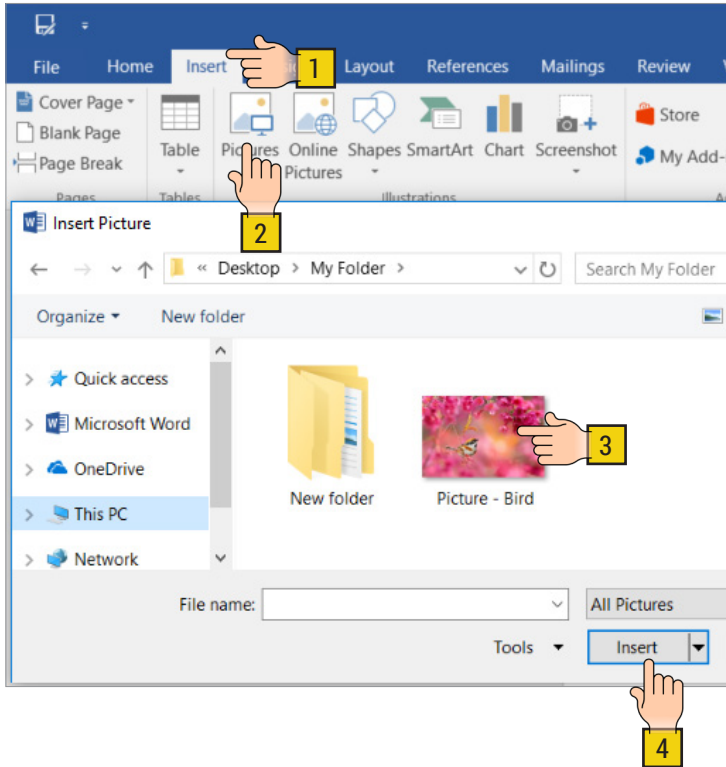 File Home Insert 1 Layout References Mailings Review
Cover Page
Blank Page
Page Break
Table
Pictures
Online
Pictures
Shapes
SmartArt
Chart
Screenshot
Store
My Add-
Pages Tables Illustrations
2
W Insert Picture
« Desktop > My Folder >
Search My Folder
Organize New folder
Quick access
W Microsoft Word
OneDrive
This PC
Network
New folder
Picture - Bird
3
File name:
All Pictures
Tools Insert
4